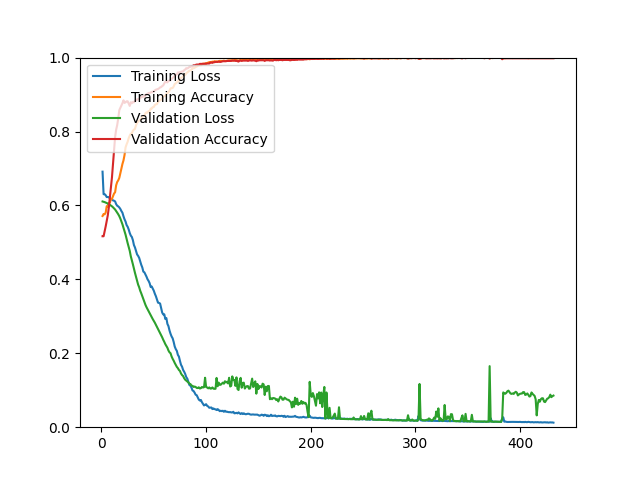 1.0
0.8
0.6
0.4
0.2
0.0
Training Loss
Training Accuracy
Validation Loss
Validation Accuracy
0 100 200 300 400